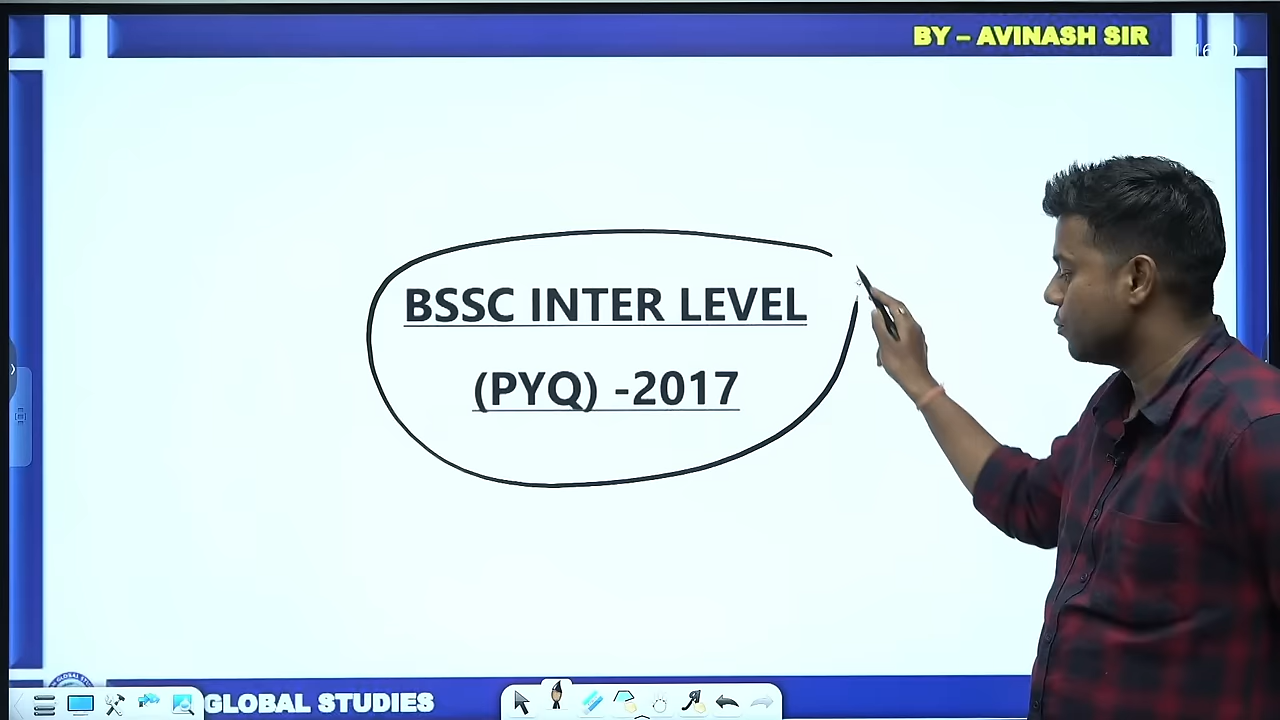 BY – AVINASH SIR
BSSC INTER LEVEL
(PYQ) -2017
GLOBAL STUDIES